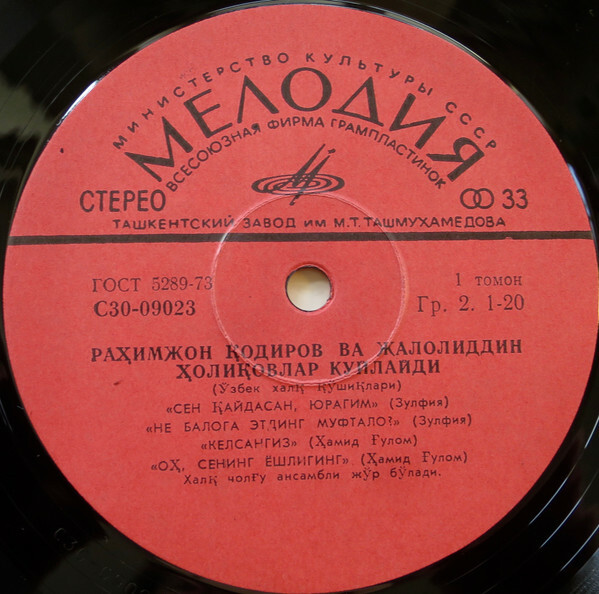 МИНИСТЕРСТВО КУЛЬТУРЫ СССР
МЕЛОДИЯ
ВСЕСОЮЗНАЯ ФИРМА ГРАМПЛАСТИНОК
СТЕРЕО
33
ТАШКЕНТСКИЙ ЗАВОД ИМ М.Т.ТАШМУХАМЕДОВА
ГОСТ 5289-73
1 томон
С30-09023
Гр. 2. 1-20
РАҲИМЖОН ҚОДИРОВ ВА ЖАЛОЛИДДИН
ҲОЛИҚОВЛАР КУЙЛАЙДИ
(Ўзбек халқ қўшиқлари)
«СЕН ҚАЙДАСАН, ЮРАГИМ» (Зулфия)
«НЕ БАЛОГА ЭТДИНГ МУФТАЛО?» (Зулфия)
«КЕЛСАНГИЗ» (Ҳамид Ғулом)
«ОҲ, СЕНИНГ ЁШЛИГИНГ» (Ҳамид Ғулом)
Халқ чолғу ансамбли жўр бўлади.